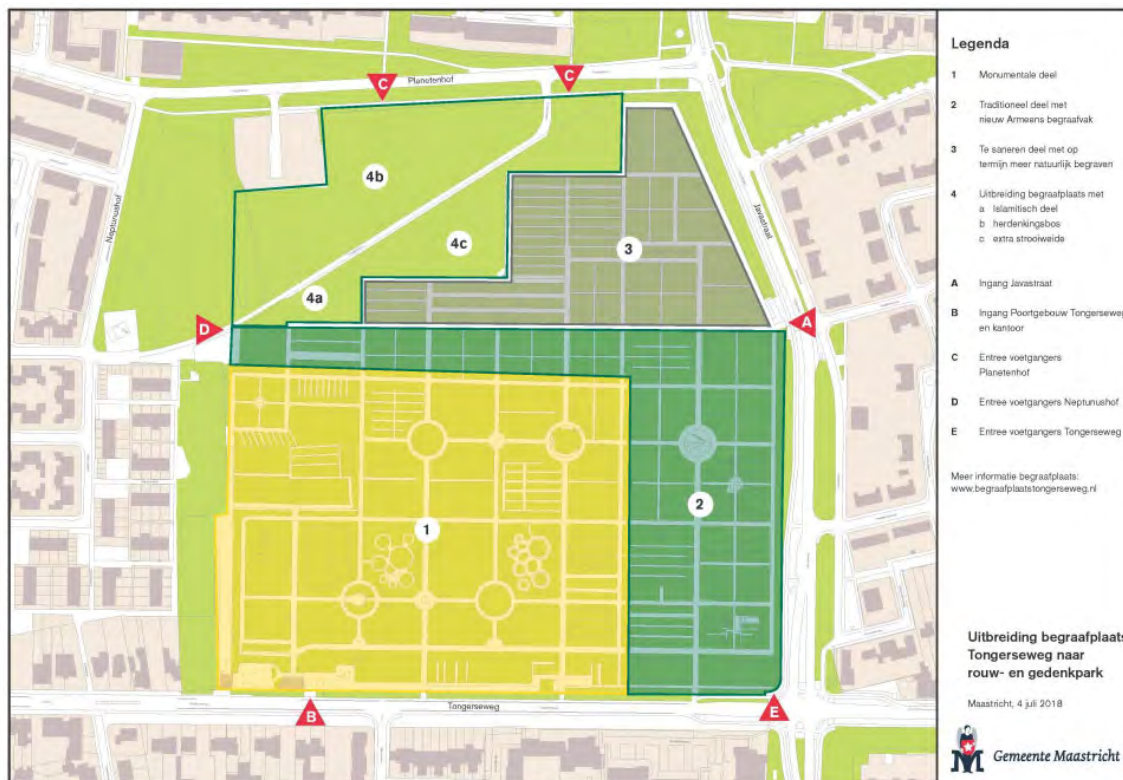 Planetenhof
C
C
4b
Neptunushof
Javastraat
4c
3
4a
D
A
2
1
Tongerseweg
B
E
Legenda
1 Monumentale deel
2 Traditioneel deel met
nieuw Armeens begraafvak
3 Te saneren deel met op
termijn meer natuurlijk begraven
4 Uitbreiding begraafplaats met
a Islamitisch deel
b herdenkingsbos
c extra strooiweide
A Ingang Javastraat
B Ingang Poortgebouw Tongerseweg
en kantoor
C Entree voetgangers
Planetenhof
D Entree voetgangers Neptunushof
E Entree voetgangers Tongerseweg
Meer informatie begraafplaats:
www.begraafplaatstongerseweg.nl
Uitbreiding begraafplaats
Tongerseweg naar
rouw- en gedenkpark
Maastricht, 4 juli 2018
Gemeente Maastricht